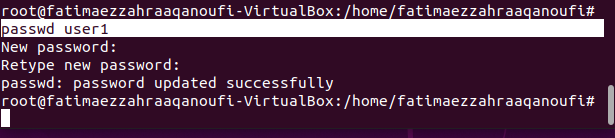 root@fatimaezzahraaqanoufi-VirtualBox:/home/fatimaezzahraaqanoufi#
passwd user1
New password:
Retype new password:
passwd: password updated successfully
root@fatimaezzahraaqanoufi-VirtualBox:/home/fatimaezzahraaqanoufi#